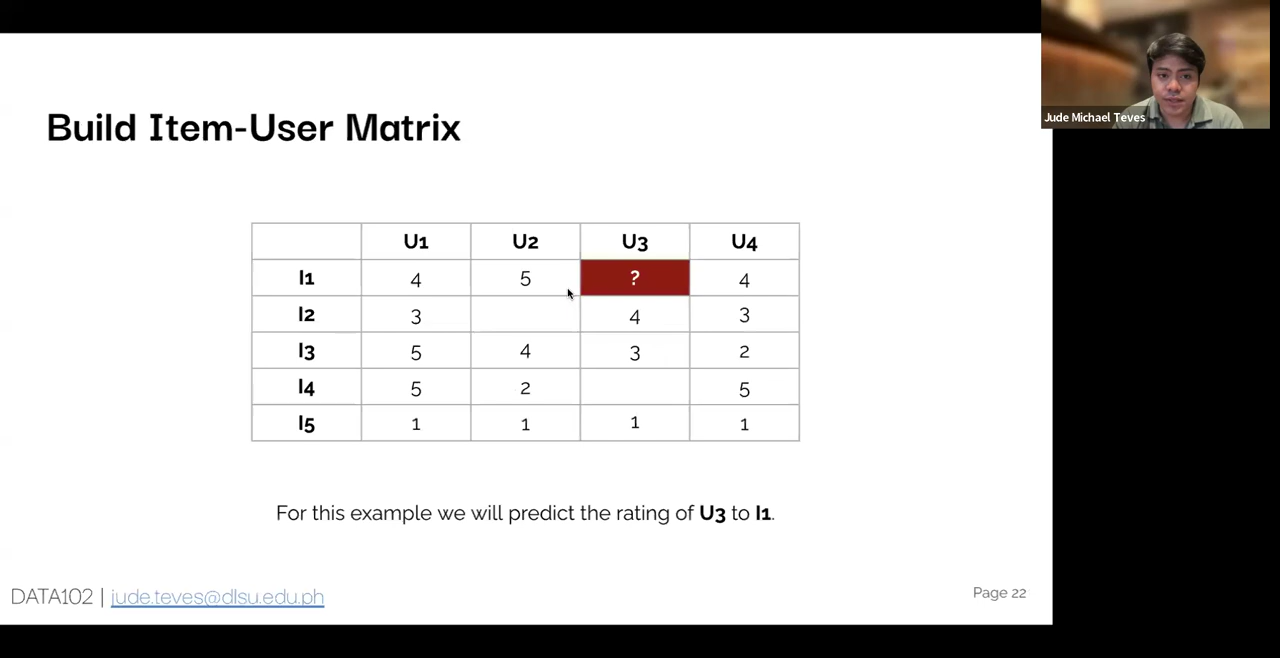 Jude Michael Teves
Build Item-User Matrix
U1 U2 U3 U4
I1 4 5 ? 4
I2 3 4 3
I3 5 4 3 2
I4 5 2 5
I5 1 1 1 1
For this example we will predict the rating of U3 to I1.
DATA102 | jude.teves@dlsu.edu.ph
Page 22